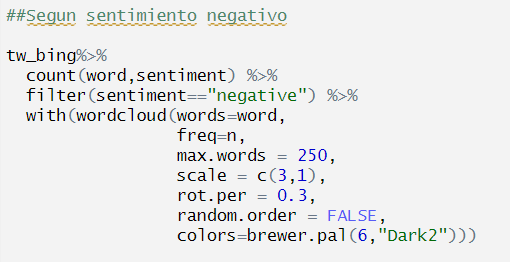 ##Segun sentimiento negativo
tw_bing%>%
count(word,sentiment) %>%
filter(sentiment=="negative") %>%
with(wordcloud(words=word,
freq=n,
max.words = 250,
scale = c(3,1),
rot.per = 0.3,
random.order = FALSE,
colors=brewer.pal(6,"Dark2")))